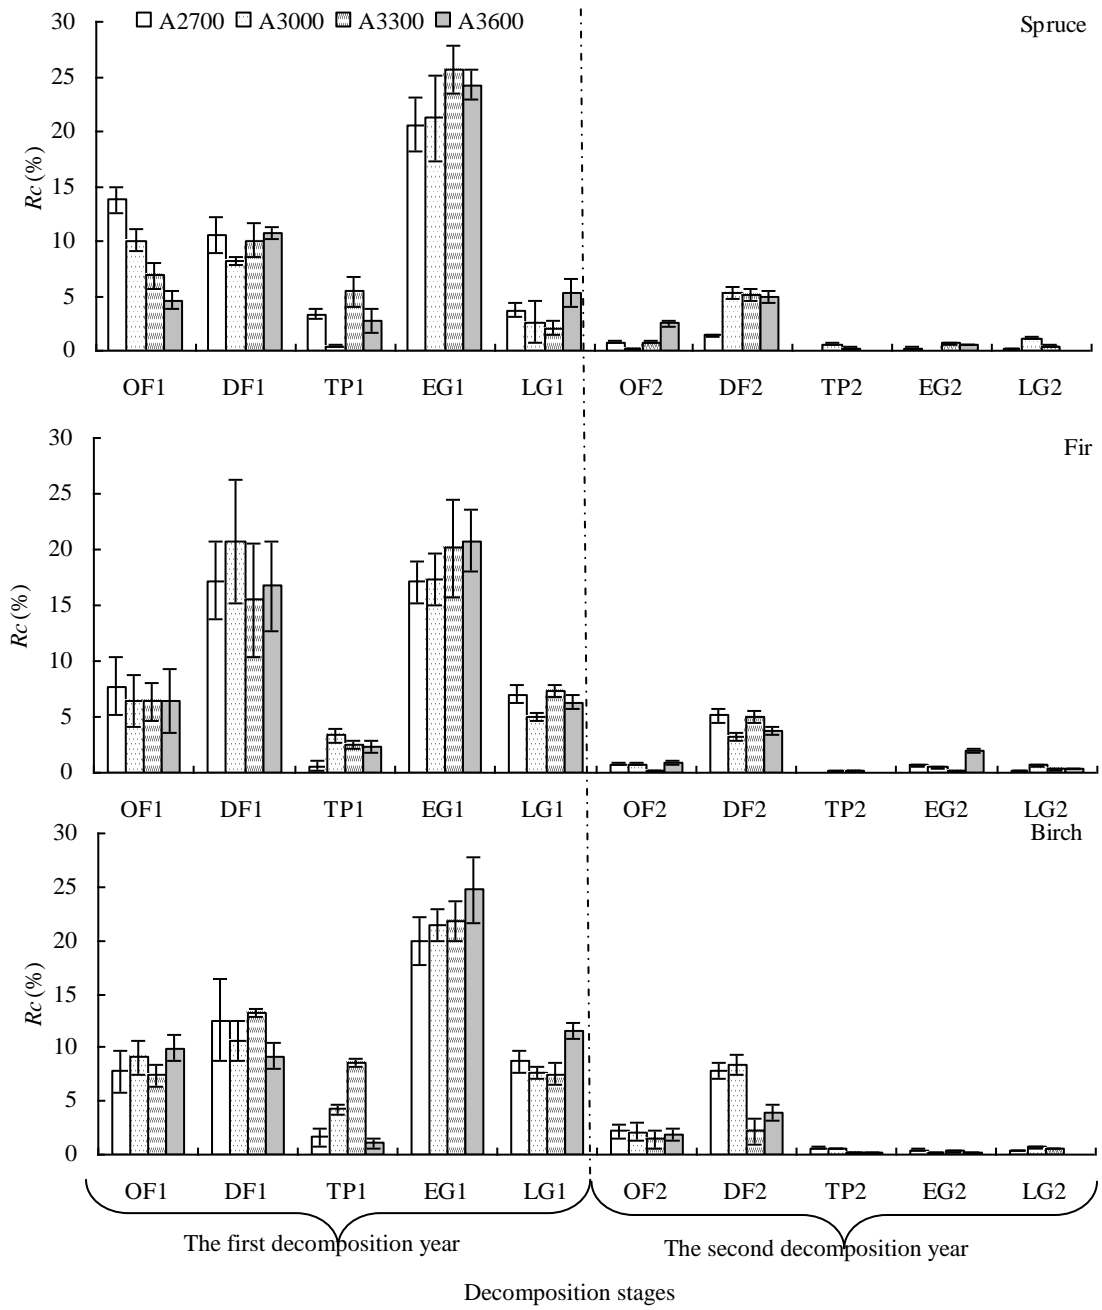 A2700 A3000 A3300 A3600
Spruce
Rc (%)
30
25
20
15
10
5
0
OF1 DF1 TP1 EG1 LG1 OF2 DF2 TP2 EG2 LG2
Fir
Rc (%)
30
25
20
15
10
5
0
OF1 DF1 TP1 EG1 LG1 OF2 DF2 TP2 EG2 LG2
Birch
Rc (%)
30
25
20
15
10
5
0
OF1 DF1 TP1 EG1 LG1 OF2 DF2 TP2 EG2 LG2
The first decomposition year
The second decomposition year
Decomposition stages